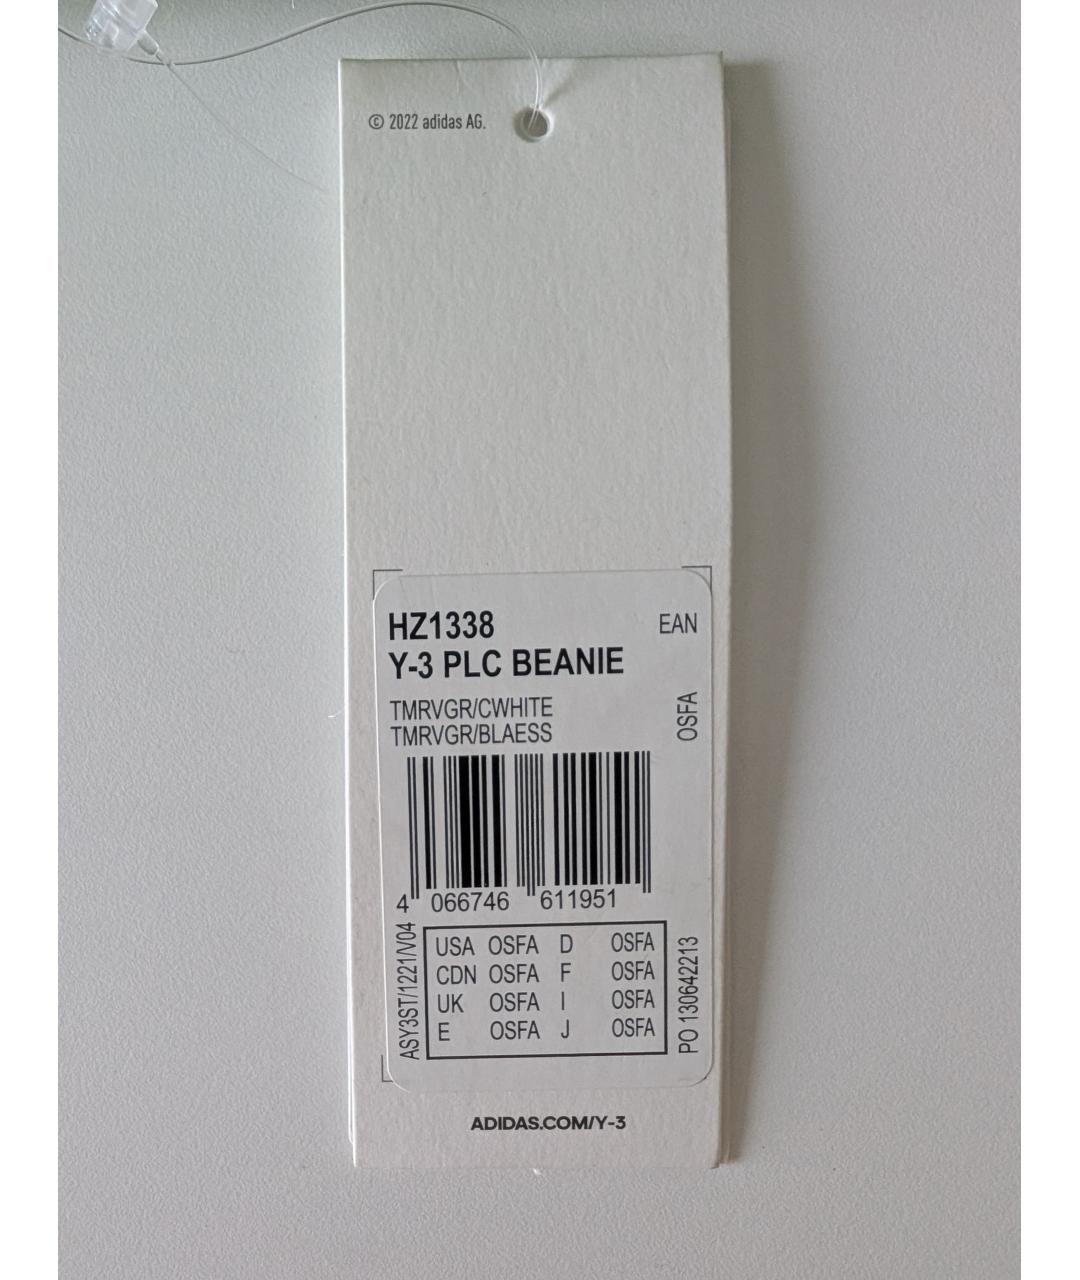 © 2022 adidas AG.
HZ1338
EAN
Y-3 PLC BEANIE
TMRVGR/CWHITE
TMRVGR/BLAESS
OSFA
4 066746 611951
ASY3ST/1221/V04
USA OSFA D OSFA
CDN OSFA F OSFA
UK OSFA I OSFA
E OSFA J OSFA
PO 130642213
ADIDAS.COM/Y-3